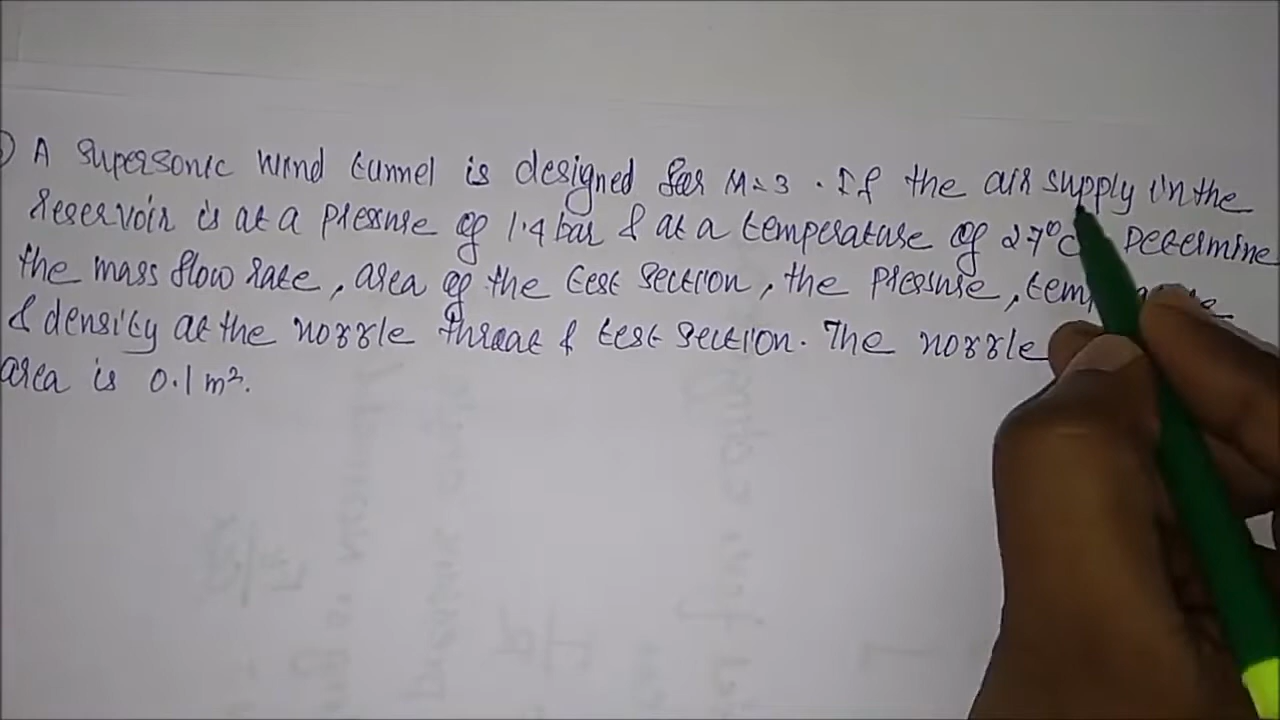 A supersonic wind tunnel is designed for M = 3 . If the air supply in the
reservoir is at a pressure of 1.4 bar & at a temperature of 27°C Determine
the mass flow rate, area of the test section, the pressure,
& density at the nozzle throat & test section. The nozzle
area is 0.1 m².